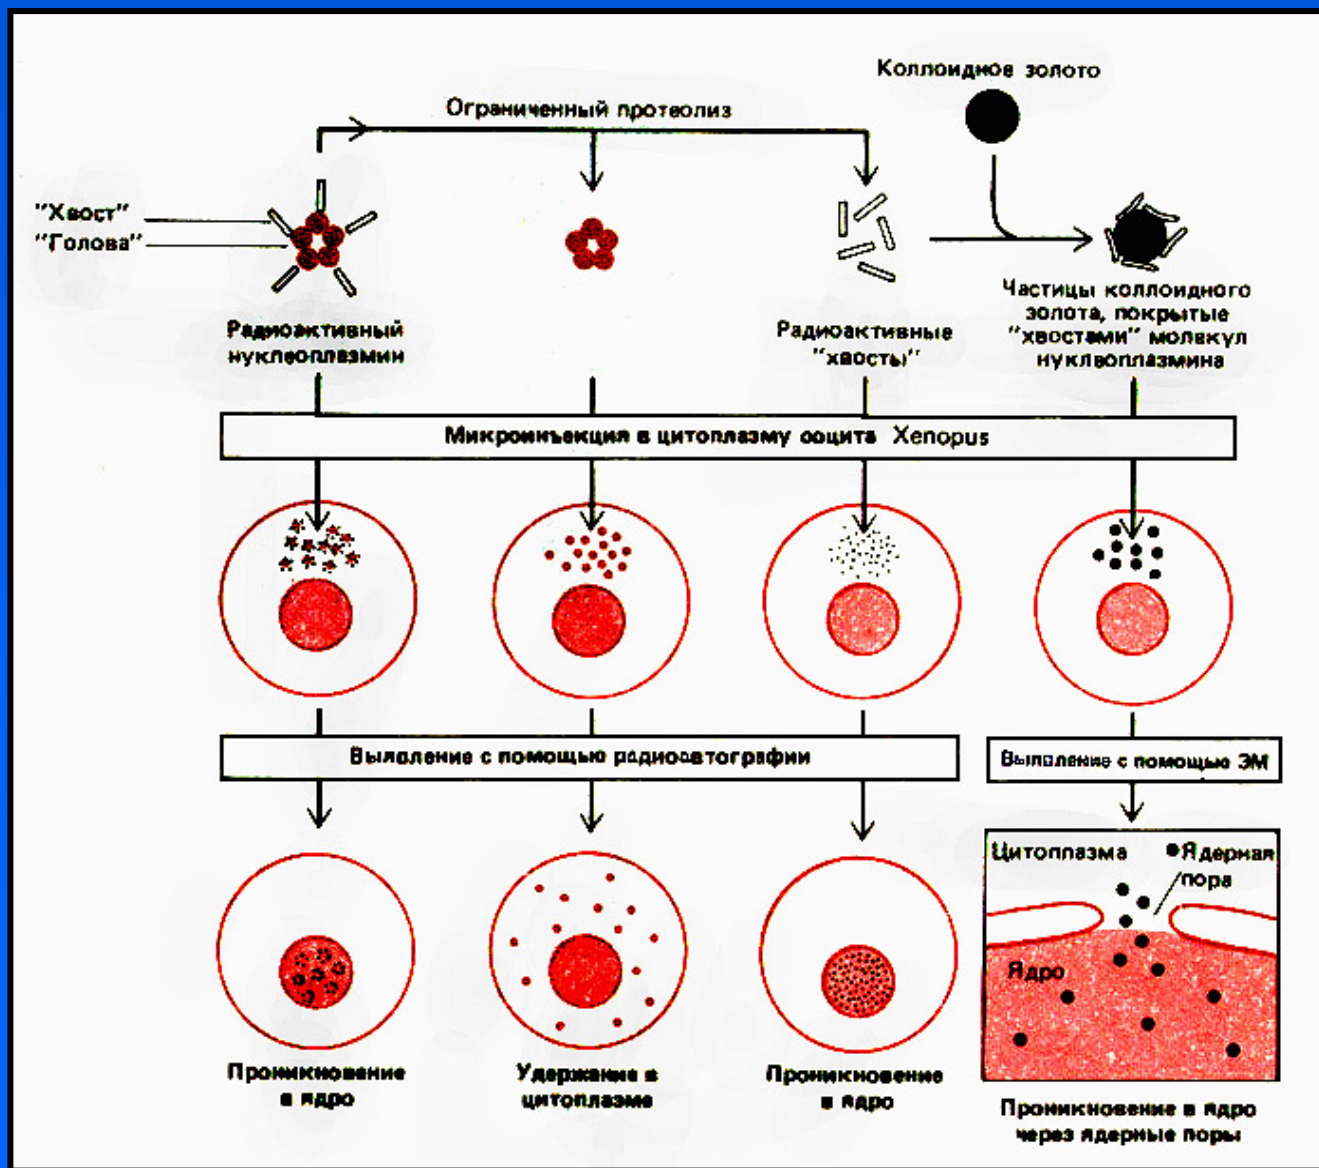 Коллоидное золото
Ограниченный протеолиз
"Хвост"
"Голова"
Радиоактивный
нуклеоплазмин
Радиоактивные
"хвосты"
Частицы коллоидного
золота, покрытые
"хвостами" молекул
нуклеоплазмина
Микроинъекция в цитоплазму ооцита Xenopus
Выявление с помощью радиоавтографии
Выявление с помощью ЭМ
Цитоплазма
Ядерная
пора
Ядро
Проникновение
в ядро
Удержание в
цитоплазме
Проникновение
в ядро
Проникновение в ядро
через ядерные поры